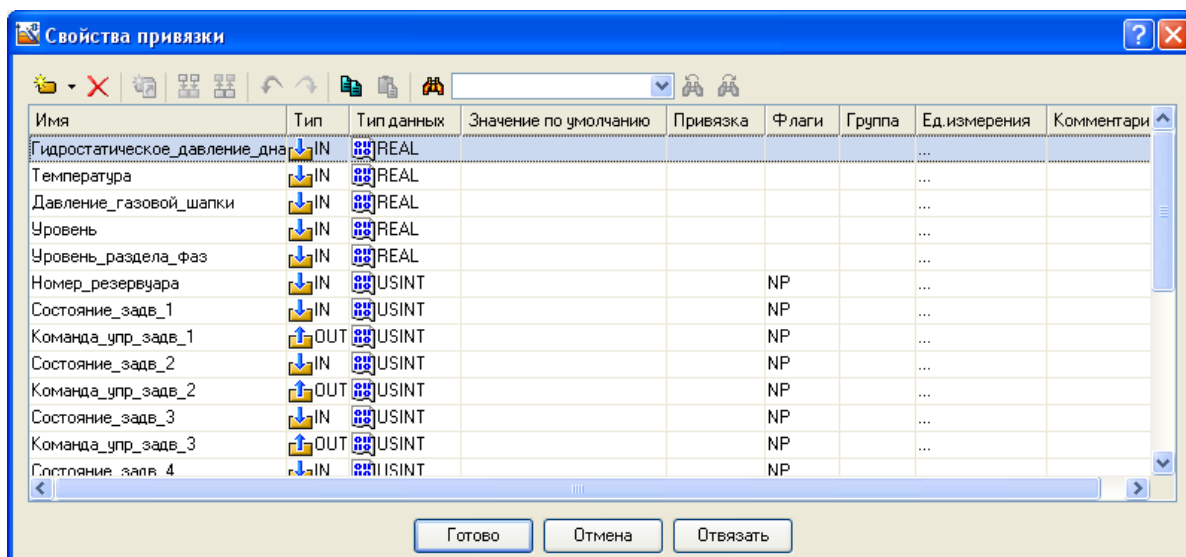 Свойства привязки
Имя Тип Тип данных Значение по умолчанию Привязка Флаги Группа Ед.измерения Комментари
Гидростатическое_давление_дна IN REAL ...
Температура IN REAL ...
Давление_газовой_шапки IN REAL ...
Уровень IN REAL ...
Уровень_раздела_фаз IN REAL ...
Номер_резервуара IN USINT NP ...
Состояние_задв_1 IN USINT NP ...
Команда_упр_задв_1 OUT USINT NP ...
Состояние_задв_2 IN USINT NP ...
Команда_упр_задв_2 OUT USINT NP ...
Состояние_задв_3 IN USINT NP ...
Команда_упр_задв_3 OUT USINT NP ...
Состояние_задв_4 IN USINT NP ...
Готово Отмена Отвязать